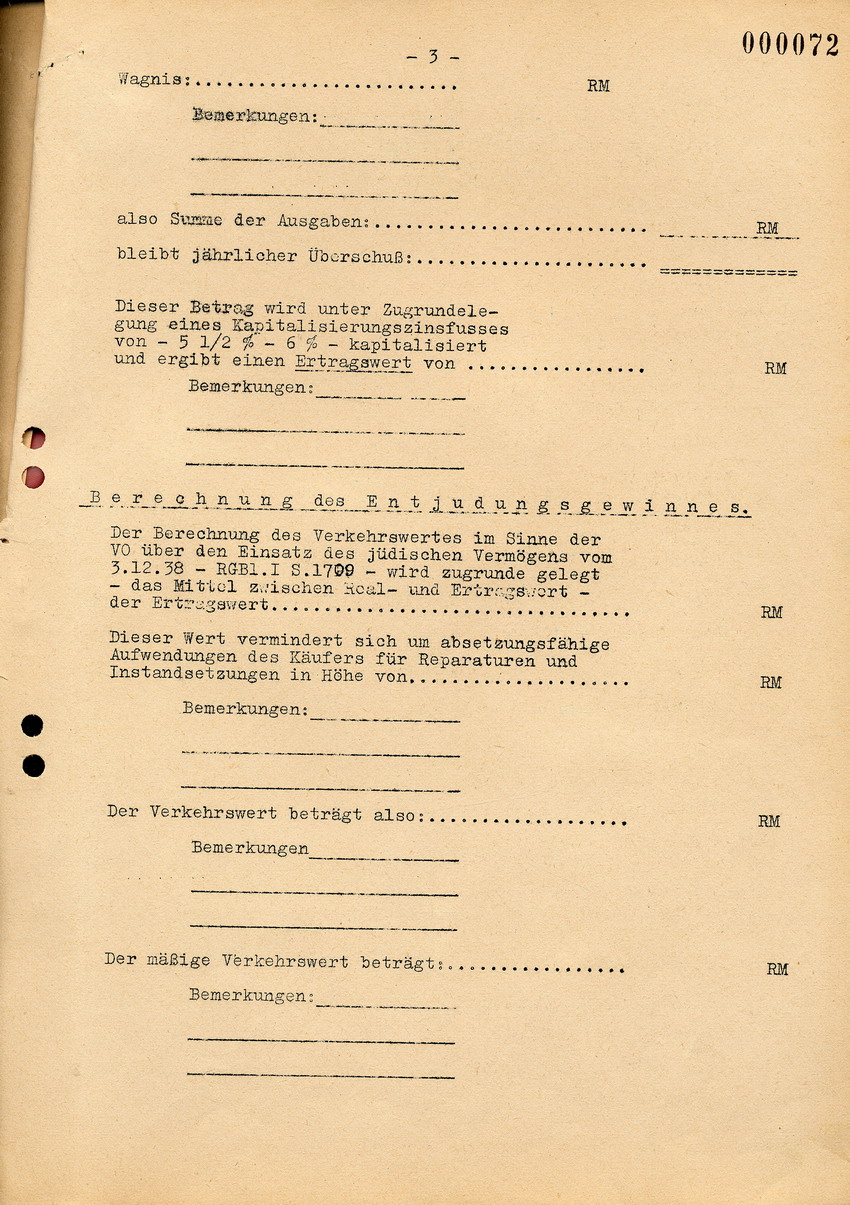 000072
- 3 -
Wagnis:......................... RM
Bemerkungen:
also Summe der Ausgaben:.......................... RM
bleibt jährlicher Überschuß:...................... =============
Dieser Betrag wird unter Zugrundele-
gung eines Kapitalisierungszinsfusses
von - 5 1/2 % - 6 % - kapitalisiert
und ergibt einen Ertragswert von ................. RM
Bemerkungen:
B e r e c h n u n g des E n t j u d u n g s g e w i n n e s.
Der Berechnung des Verkehrswertes im Sinne der
VO über den Einsatz des jüdischen Vermögens vom
3.12.38 - RGBl.I S.1709 - wird zugrunde gelegt
- das Mittel zwischen Real- und Ertragswert -
der Ertragswert................................... RM
Dieser Wert vermindert sich um absetzungsfähige
Aufwendungen des Käufers für Reparaturen und
Instandsetzungen in Höhe von..................... RM
Bemerkungen:
Der Verkehrswert beträgt also:................... RM
Bemerkungen
Der mäßige Verkehrswert beträgt:................. RM
Bemerkungen: